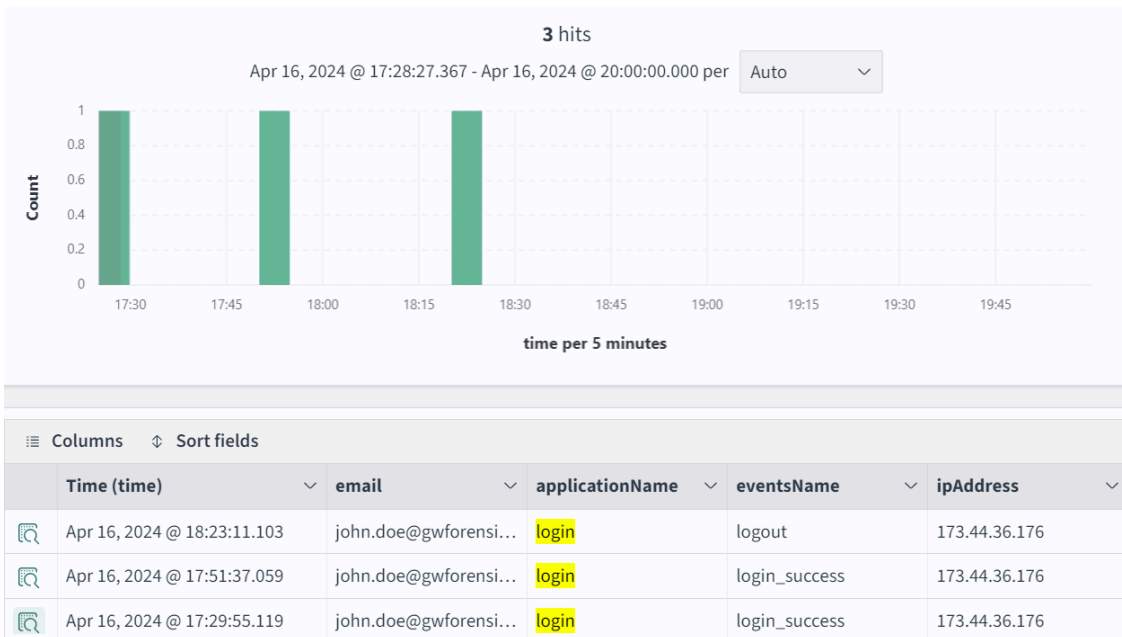 3 hits
Apr 16, 2024 @ 17:28:27.367 - Apr 16, 2024 @ 20:00:00.000 per Auto
1
0.8
0.6
0.4
0.2
0
Count
17:30 17:45 18:00 18:15 18:30 18:45 19:00 19:15 19:30 19:45
time per 5 minutes
Columns Sort fields
Time (time) email applicationName eventsName ipAddress
Apr 16, 2024 @ 18:23:11.103 john.doe@gwforensi... login logout 173.44.36.176
Apr 16, 2024 @ 17:51:37.059 john.doe@gwforensi... login login_success 173.44.36.176
Apr 16, 2024 @ 17:29:55.119 john.doe@gwforensi... login login_success 173.44.36.176